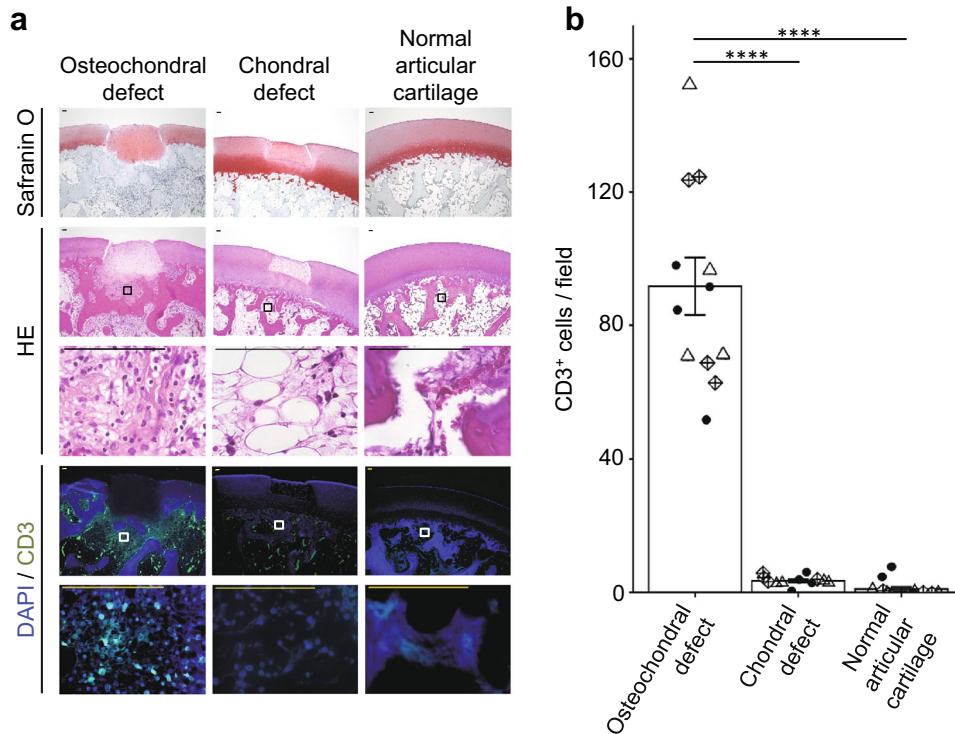 a
Osteochondral
defect
Chondral
defect
Normal
articular
cartilage
Safranin O
HE
DAPI / CD3
b
****
****
160
120
80
40
0
CD3⁺ cells / field
Osteochondral
defect
Chondral
defect
Normal
articular
cartilage